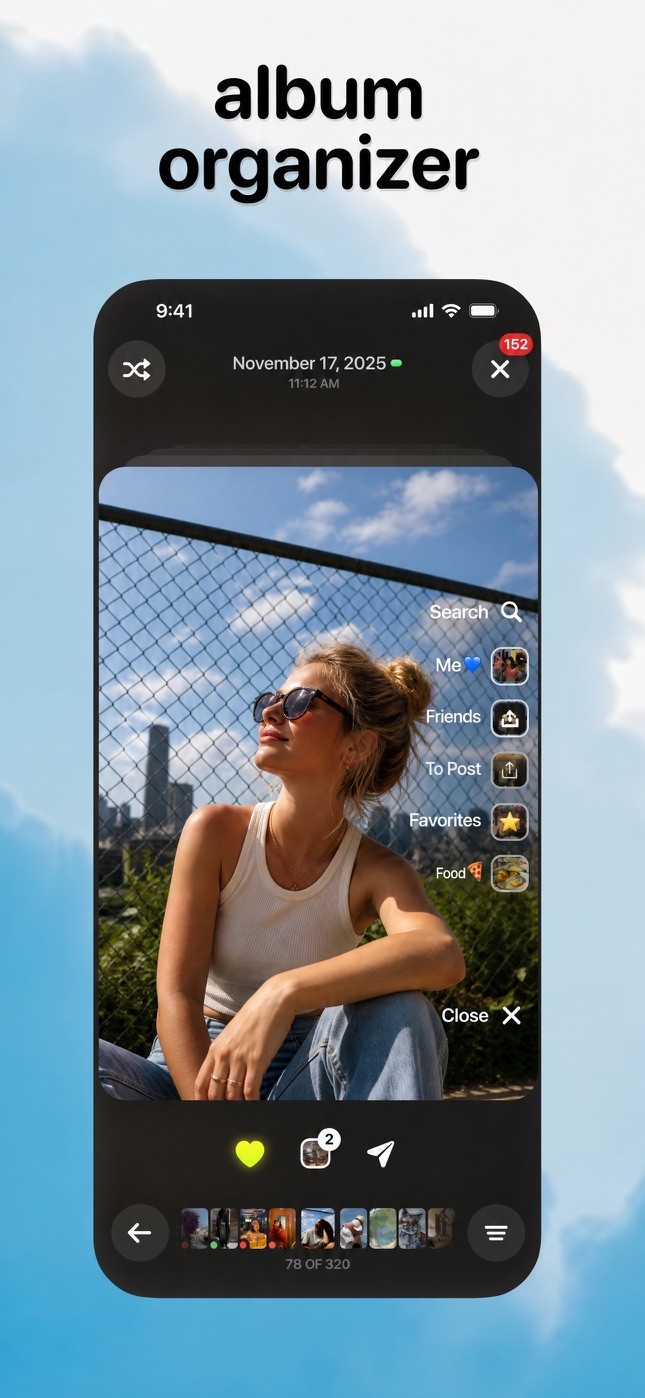 album
organizer
9:41
152
November 17, 2025
11:12 AM
Search
Me💙
Friends
To Post
Favorites
Food🍕
Close
2
78 OF 320